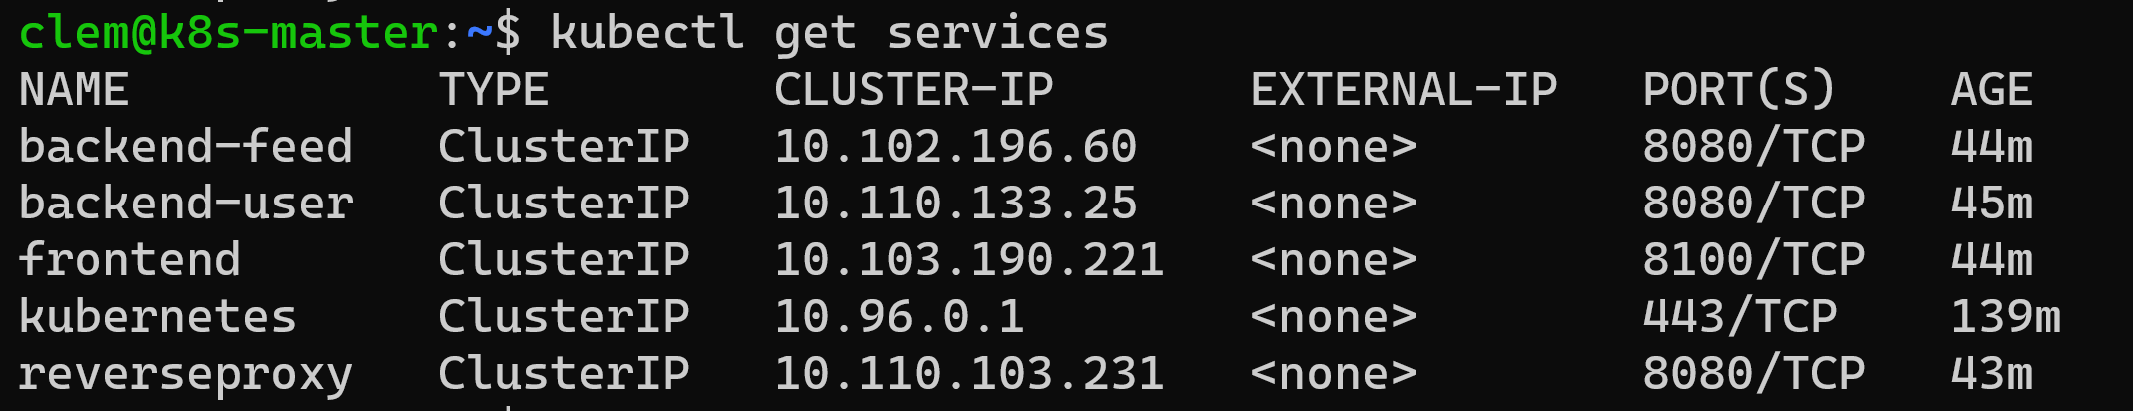 clem@k8s-master:~$ kubectl get services
NAME TYPE CLUSTER-IP EXTERNAL-IP PORT(S) AGE
backend-feed ClusterIP 10.102.196.60 <none> 8080/TCP 44m
backend-user ClusterIP 10.110.133.25 <none> 8080/TCP 45m
frontend ClusterIP 10.103.190.221 <none> 8100/TCP 44m
kubernetes ClusterIP 10.96.0.1 <none> 443/TCP 139m
reverseproxy ClusterIP 10.110.103.231 <none> 8080/TCP 43m